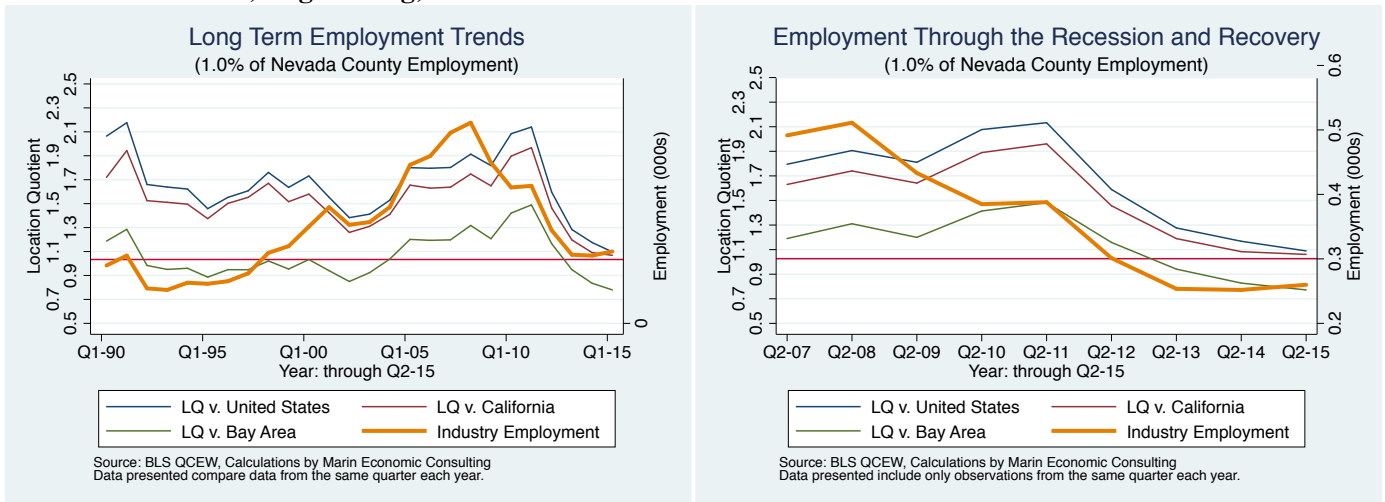 Long Term Employment Trends
(1.0% of Nevada County Employment)
Location Quotient
2.5
2.3
2.1
1.9
1.7
1.5
1.3
1.1
0.9
0.7
0.5
Employment (000s)
0
Q1-90 Q1-95 Q1-00 Q1-05 Q1-10 Q1-15
Year: through Q2-15
LQ v. United States LQ v. California
LQ v. Bay Area Industry Employment
Source: BLS QCEW, Calculations by Marin Economic Consulting
Data presented compare data from the same quarter each year.
Employment Through the Recession and Recovery
(1.0% of Nevada County Employment)
Location Quotient
2.5
2.3
2.1
1.9
1.7
1.5
1.3
1.1
0.9
0.7
0.5
Employment (000s)
0.6
0.5
0.4
0.3
0.2
Q2-07 Q2-08 Q2-09 Q2-10 Q2-11 Q2-12 Q2-13 Q2-14 Q2-15
Year: through Q2-15
LQ v. United States LQ v. California
LQ v. Bay Area Industry Employment
Source: BLS QCEW, Calculations by Marin Economic Consulting
Data presented include only observations from the same quarter each year.